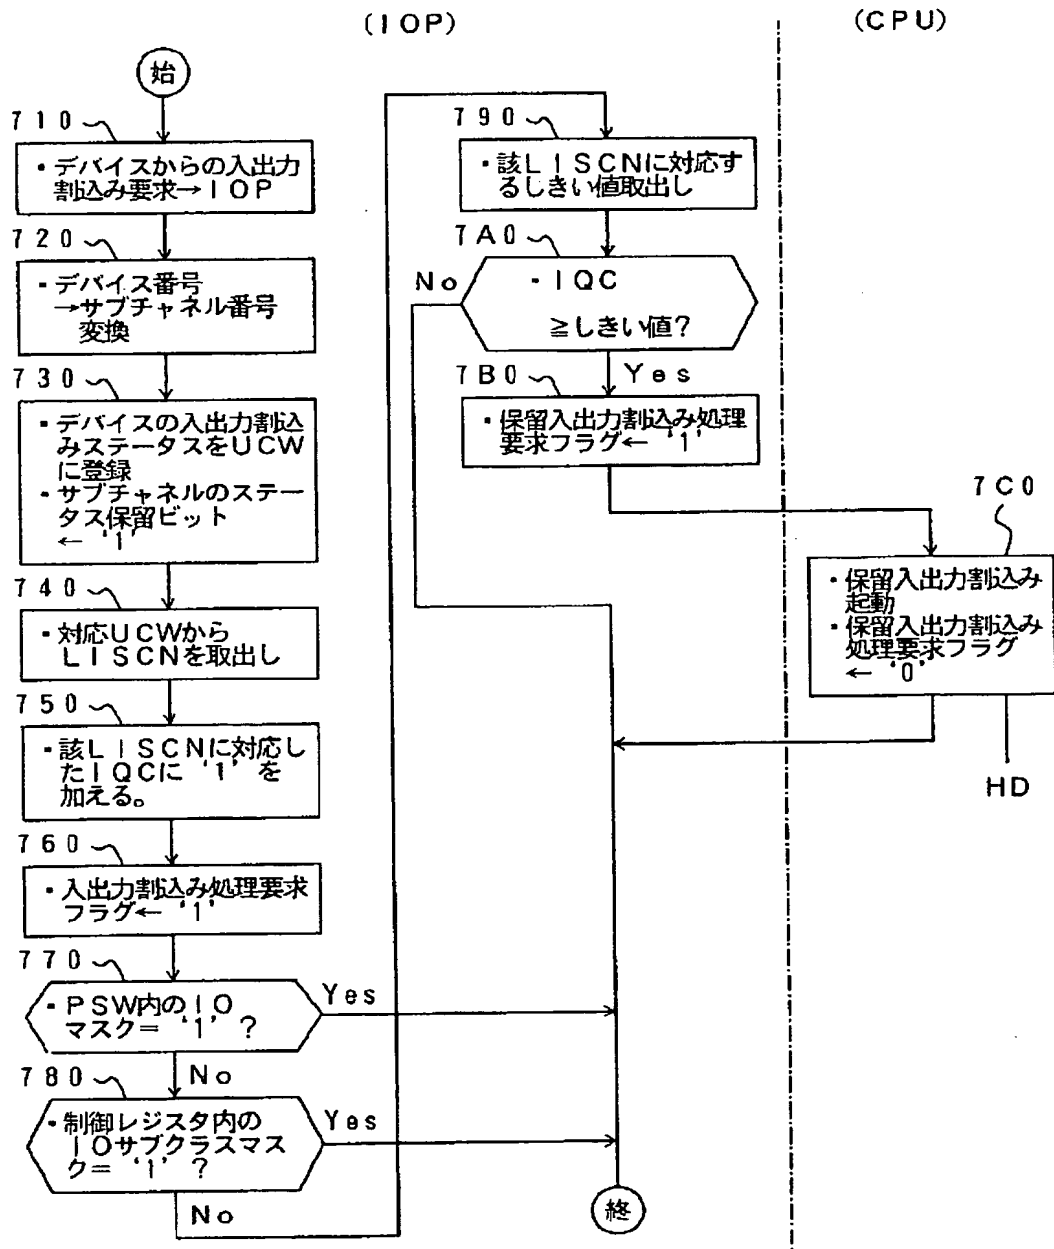 (IOP)
(CPU)
始
710
・デバイスからの入出力
割込み要求→IOP
720
・デバイス番号
→サブチャネル番号
変換
730
・デバイスの入出力割込
みステータスをUCW
に登録
・サブチャネルのステー
タス保留ビット
← '1'
740
・対応UCWから
LISCNを取出し
750
・該LISCNに対応し
たIQCに '1' を
加える。
760
・入出力割込み処理要求
フラグ← '1'
770
・PSW内のIO
マスク= '1' ?
Yes
No
780
・制御レジスタ内の
IOサブクラスマス
ク= '1' ?
Yes
No
790
・該LISCNに対応す
るしきい値取出し
7A0
・IQC
≧しきい値?
No
Yes
7B0
・保留入出力割込み処理
要求フラグ← '1'
7C0
・保留入出力割込み
起動
・保留入出力割込み
処理要求フラグ
← '0'
HD
終